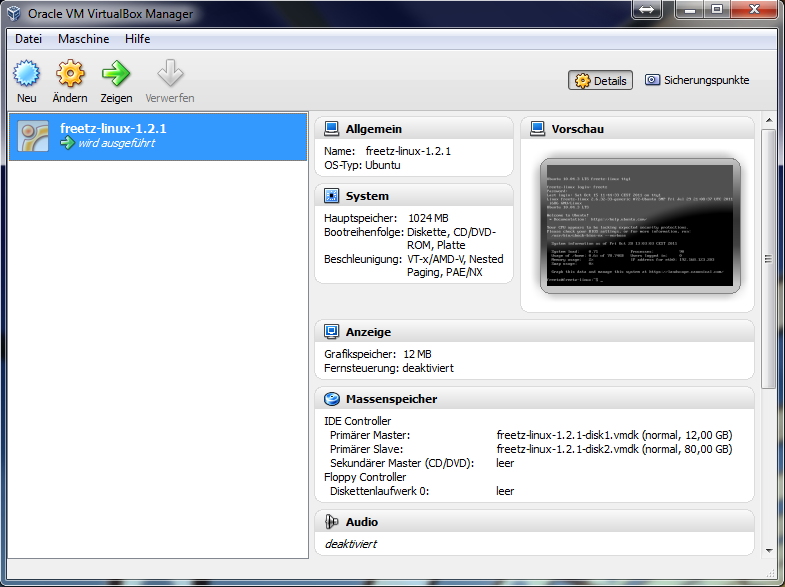 Oracle VM VirtualBox Manager
Datei Maschine Hilfe
Neu Ändern Zeigen Verwerfen
Details Sicherungspunkte
freetz-linux-1.2.1
wird ausgeführt
Allgemein
Name: freetz-linux-1.2.1
OS-Typ: Ubuntu
System
Hauptspeicher: 1024 MB
Bootreihenfolge: Diskette, CD/DVD-
ROM, Platte
Beschleunigung: VT-x/AMD-V, Nested
Paging, PAE/NX
Vorschau
Password:
Welcome to Ubuntu!
Anzeige
Grafikspeicher: 12 MB
Fernsteuerung: deaktiviert
Massenspeicher
IDE Controller
Primärer Master: freetz-linux-1.2.1-disk1.vmdk (normal, 12,00 GB)
Primärer Slave: freetz-linux-1.2.1-disk2.vmdk (normal, 80,00 GB)
Sekundärer Master (CD/DVD): leer
Floppy Controller
Diskettenlaufwerk 0: leer
Audio
deaktiviert